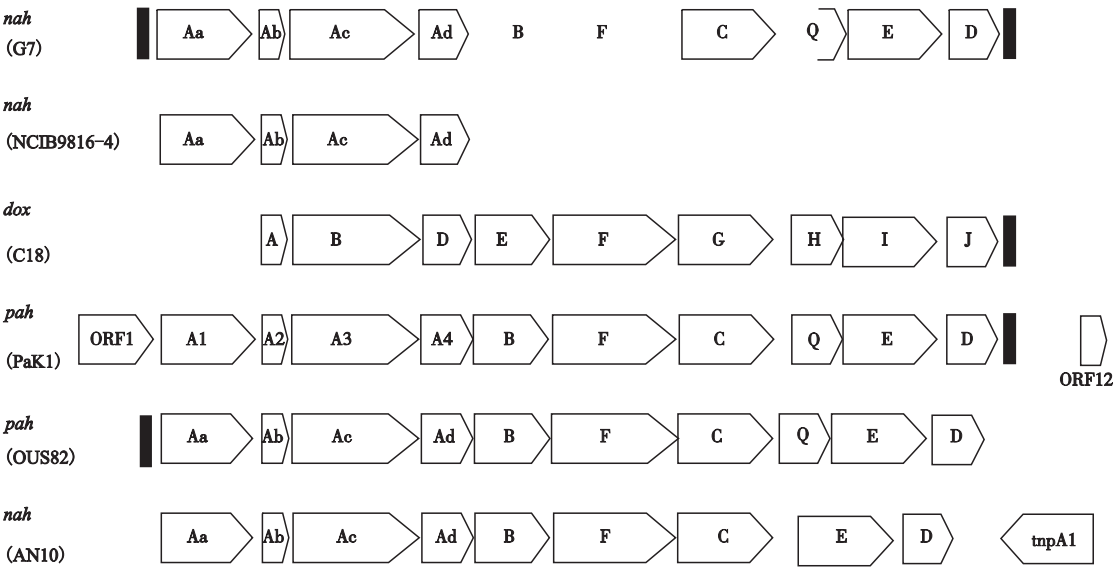 nah
(G7)
Aa Ab Ac Ad B F C Q E D
nah
(NCIB9816-4)
Aa Ab Ac Ad
dox
(C18)
A B D E F G H I J
pah
(PaK1)
ORF1 A1 A2 A3 A4 B F C Q E D
ORF12
pah
(OUS82)
Aa Ab Ac Ad B F C Q E D
nah
(AN10)
Aa Ab Ac Ad B F C E D tnpA1